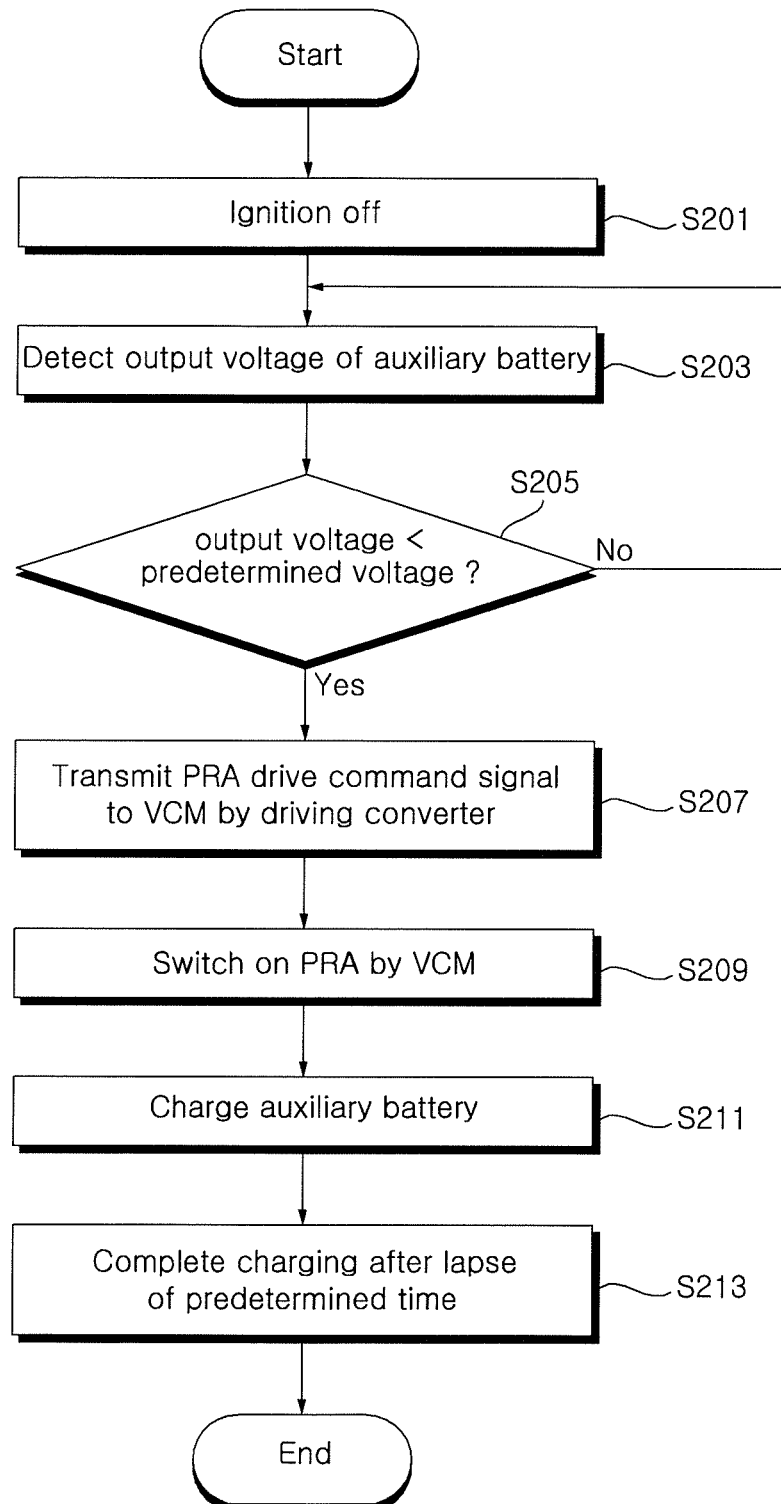 Start
Ignition off
S201
Detect output voltage of auxiliary battery
S203
S205
output voltage <
predetermined voltage ?
No
Yes
Transmit PRA drive command signal
to VCM by driving converter
S207
Switch on PRA by VCM
S209
Charge auxiliary battery
S211
Complete charging after lapse
of predetermined time
S213
End